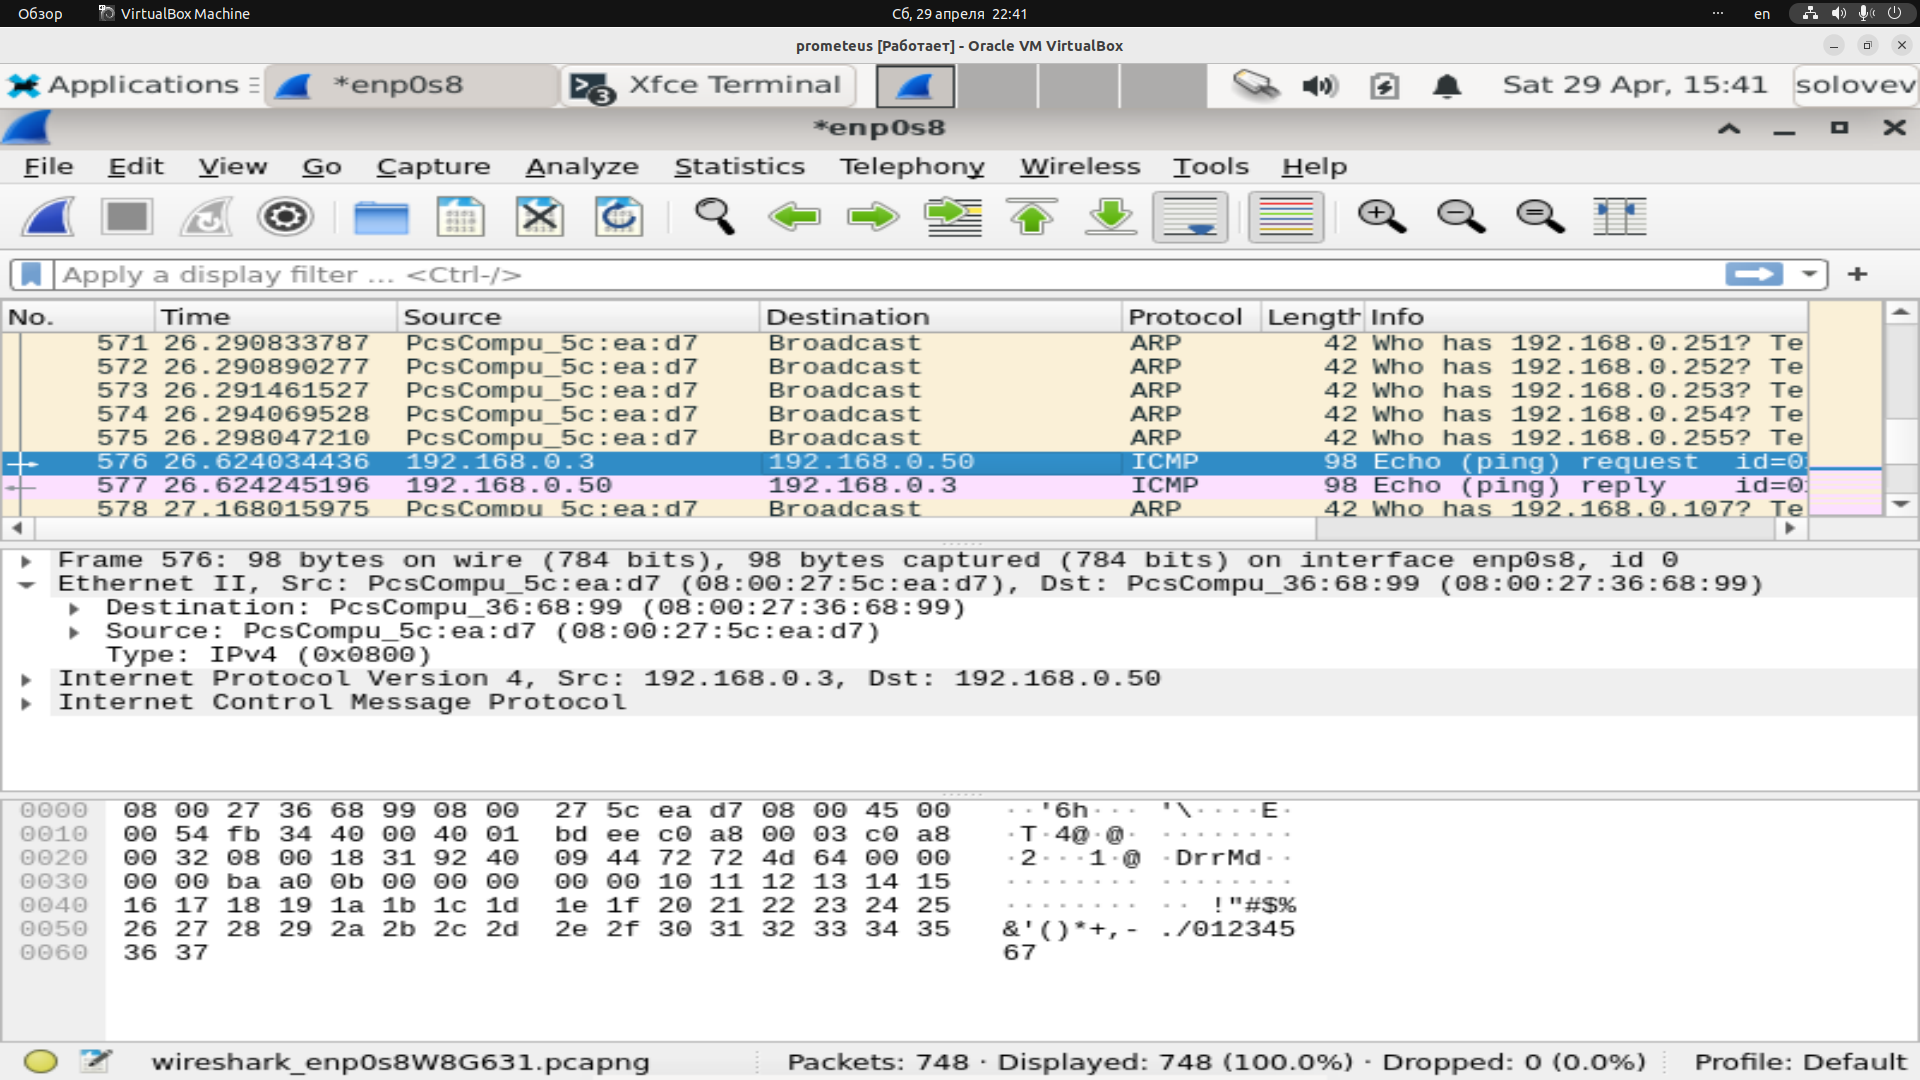 Обзор VirtualBox Machine Сб, 29 апреля 22:41 en
prometeus [Работает] - Oracle VM VirtualBox
Applications *enp0s8 3 Xfce Terminal Sat 29 Apr, 15:41 solovev
*enp0s8
File Edit View Go Capture Analyze Statistics Telephony Wireless Tools Help
Apply a display filter ... <Ctrl-/>
No. Time Source Destination Protocol Length Info
571 26.290833787 PcsCompu_5c:ea:d7 Broadcast ARP 42 Who has 192.168.0.251? Te
572 26.290890277 PcsCompu_5c:ea:d7 Broadcast ARP 42 Who has 192.168.0.252? Te
573 26.291461527 PcsCompu_5c:ea:d7 Broadcast ARP 42 Who has 192.168.0.253? Te
574 26.294069528 PcsCompu_5c:ea:d7 Broadcast ARP 42 Who has 192.168.0.254? Te
575 26.298047210 PcsCompu_5c:ea:d7 Broadcast ARP 42 Who has 192.168.0.255? Te
576 26.624034436 192.168.0.3 192.168.0.50 ICMP 98 Echo (ping) request id=0
577 26.624245196 192.168.0.50 192.168.0.3 ICMP 98 Echo (ping) reply id=0
578 27.168015975 PcsCompu_5c:ea:d7 Broadcast ARP 42 Who has 192.168.0.107? Te
Frame 576: 98 bytes on wire (784 bits), 98 bytes captured (784 bits) on interface enp0s8, id 0
Ethernet II, Src: PcsCompu_5c:ea:d7 (08:00:27:5c:ea:d7), Dst: PcsCompu_36:68:99 (08:00:27:36:68:99)
Destination: PcsCompu_36:68:99 (08:00:27:36:68:99)
Source: PcsCompu_5c:ea:d7 (08:00:27:5c:ea:d7)
Type: IPv4 (0x0800)
Internet Protocol Version 4, Src: 192.168.0.3, Dst: 192.168.0.50
Internet Control Message Protocol
0000 08 00 27 36 68 99 08 00 27 5c ea d7 08 00 45 00 ··'6h··· '\····E·
0010 00 54 fb 34 40 00 40 01 bd ee c0 a8 00 03 c0 a8 ·T·4@·@· ········
0020 00 32 08 00 18 31 92 40 09 44 72 72 4d 64 00 00 ·2···1·@ ·DrrMd··
0030 00 00 ba a0 0b 00 00 00 00 00 10 11 12 13 14 15 ········ ········
0040 16 17 18 19 1a 1b 1c 1d 1e 1f 20 21 22 23 24 25 ········ ·· !"#$%
0050 26 27 28 29 2a 2b 2c 2d 2e 2f 30 31 32 33 34 35 &'()*+,- ./012345
0060 36 37 67
wireshark_enp0s8W8G631.pcapng Packets: 748 · Displayed: 748 (100.0%) · Dropped: 0 (0.0%) Profile: Default